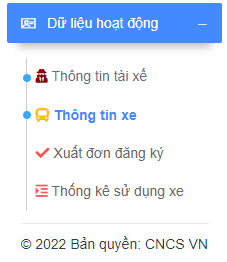 Dữ liệu hoạt động
Thông tin tài xế
Thông tin xe
Xuất đơn đăng ký
Thống kê sử dụng xe
© 2022 Bản quyền: CNCS VN